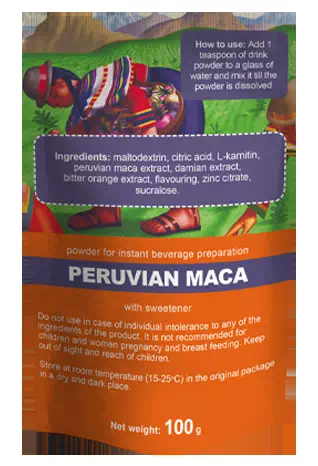 How to use: Add 1
teaspoon of drink
powder to a glass of
water and mix it till the
powder is dissolved
Ingredients: maltodextrin, citric acid, L-karnitin,
peruvian maca extract, damian extract,
bitter orange extract, flavouring, zinc citrate,
sucralose.
powder for instant beverage preparation
PERUVIAN MACA
with sweetener
Do not use in case of individual intolerance to any of the
ingredients of the product. It is not recommended for
children and women pregnancy and breast feeding. Keep
out of sight and reach of children.
Store at room temperature (15-25ºC) in the original package
in a dry and dark place.
Net weight: 100 g